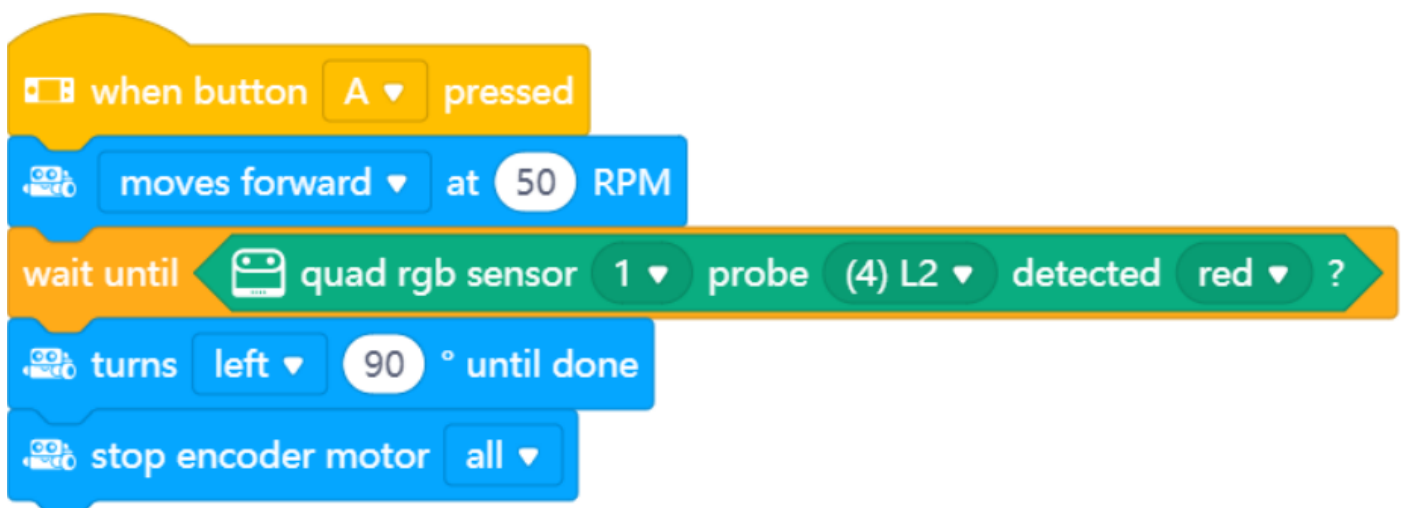 when button A pressed
moves forward at 50 RPM
wait until quad rgb sensor 1 probe (4) L2 detected red ?
turns left 90 ° until done
stop encoder motor all